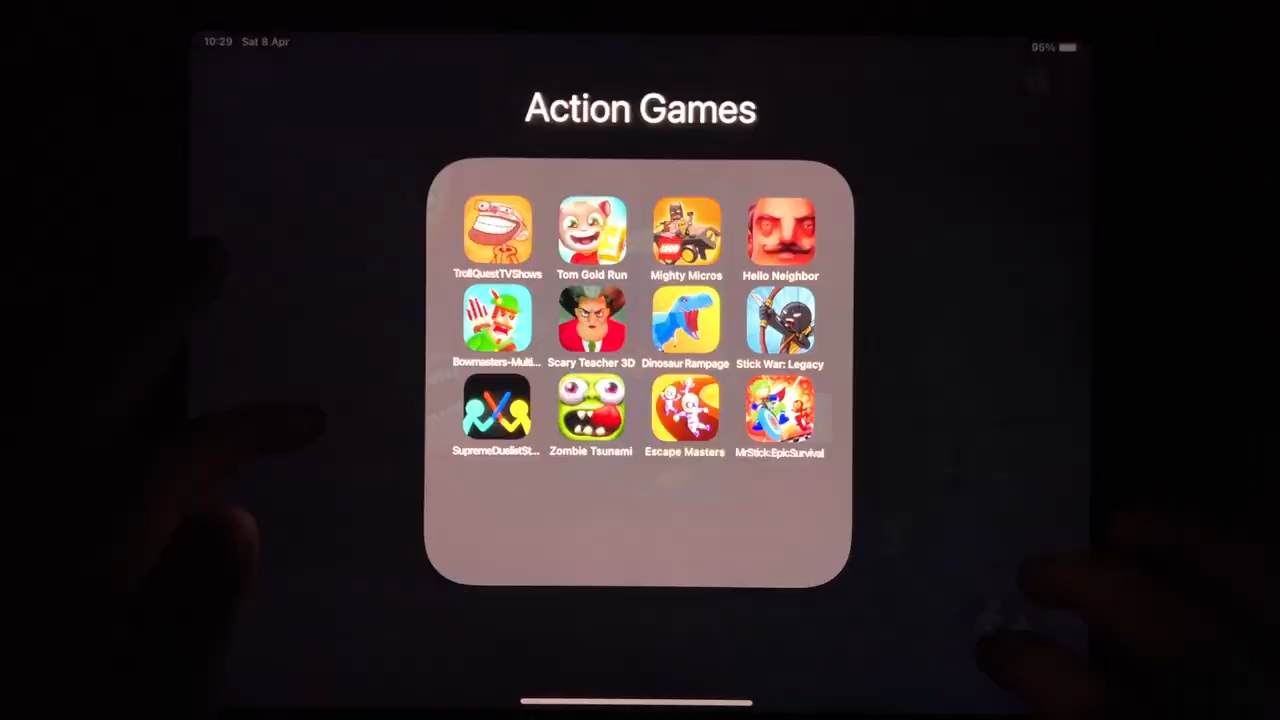 10:29 Sat 8 Apr
95%
Action Games
TrollQuestTVShows
Tom Gold Run
Mighty Micros
Hello Neighbor
Bowmasters-Multi...
Scary Teacher 3D
Dinosaur Rampage
Stick War: Legacy
SupremeDuelistSt...
Zombie Tsunami
Escape Masters
MrStick:EpicSurvival